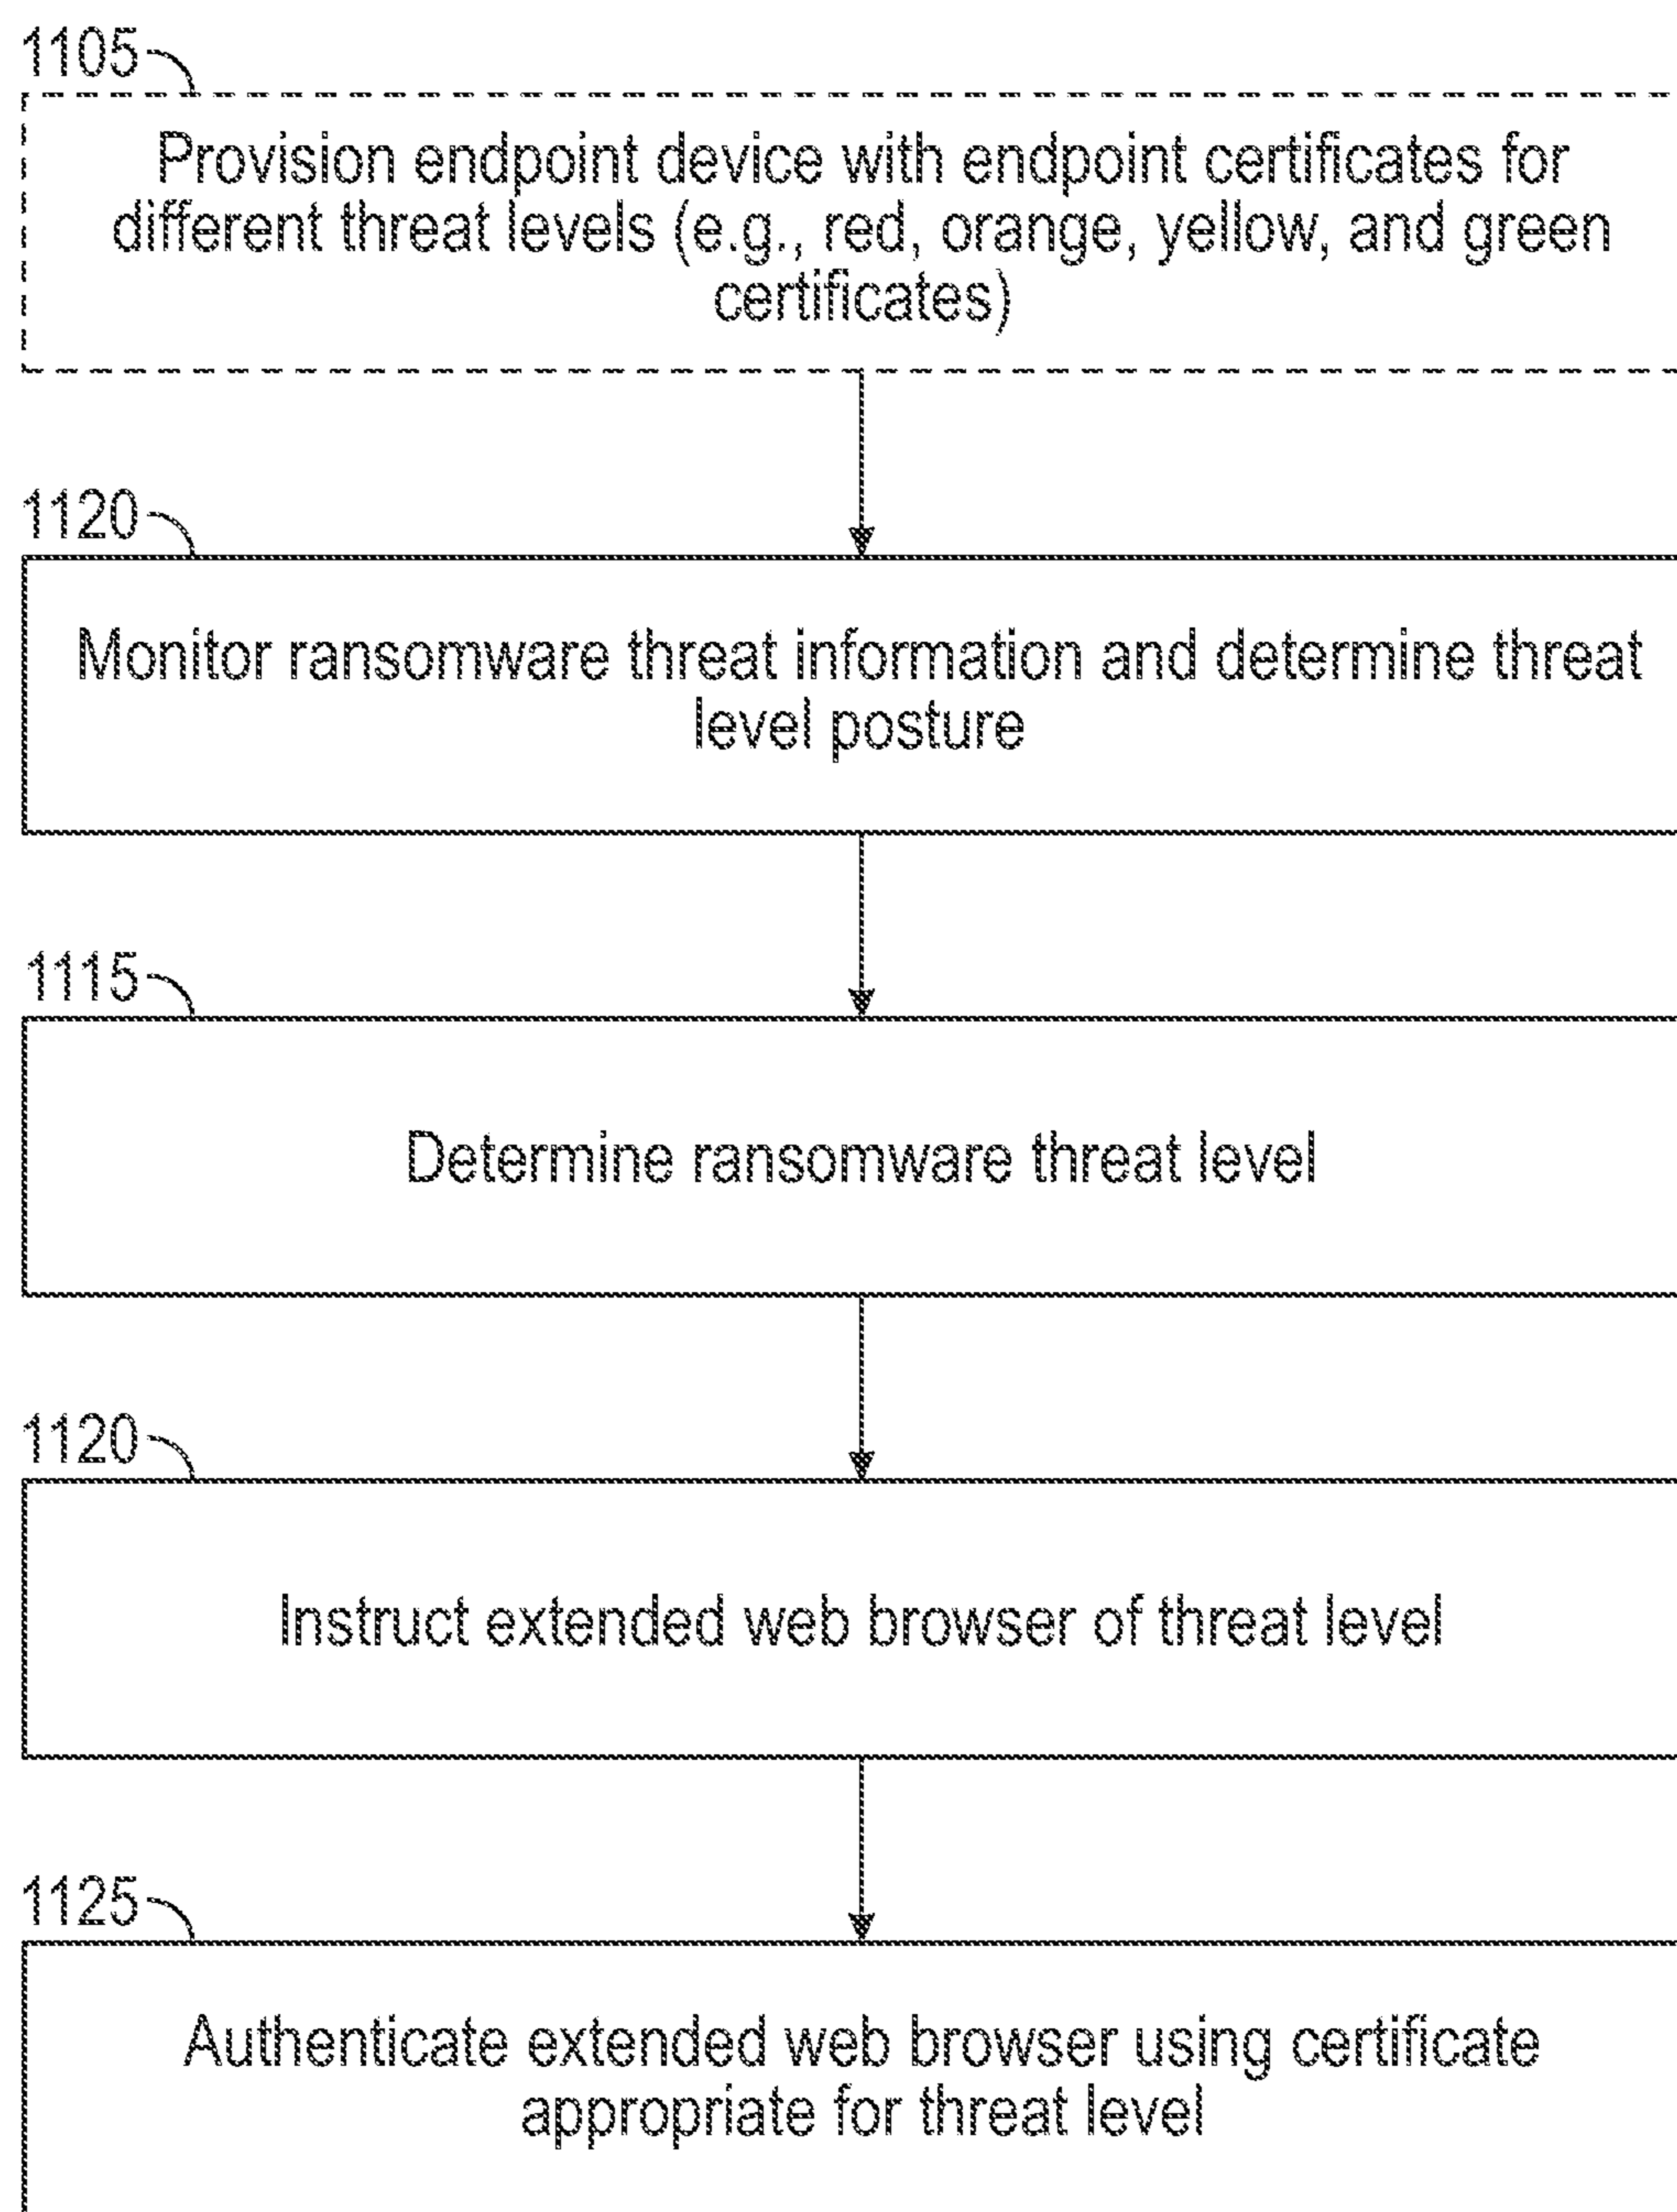 1105
Provision endpoint device with endpoint certificates for
different threat levels (e.g., red, orange, yellow, and green
certificates)
1120
Monitor ransomware threat information and determine threat
level posture
1115
Determine ransomware threat level
1120
Instruct extended web browser of threat level
1125
Authenticate extended web browser using certificate
appropriate for threat level